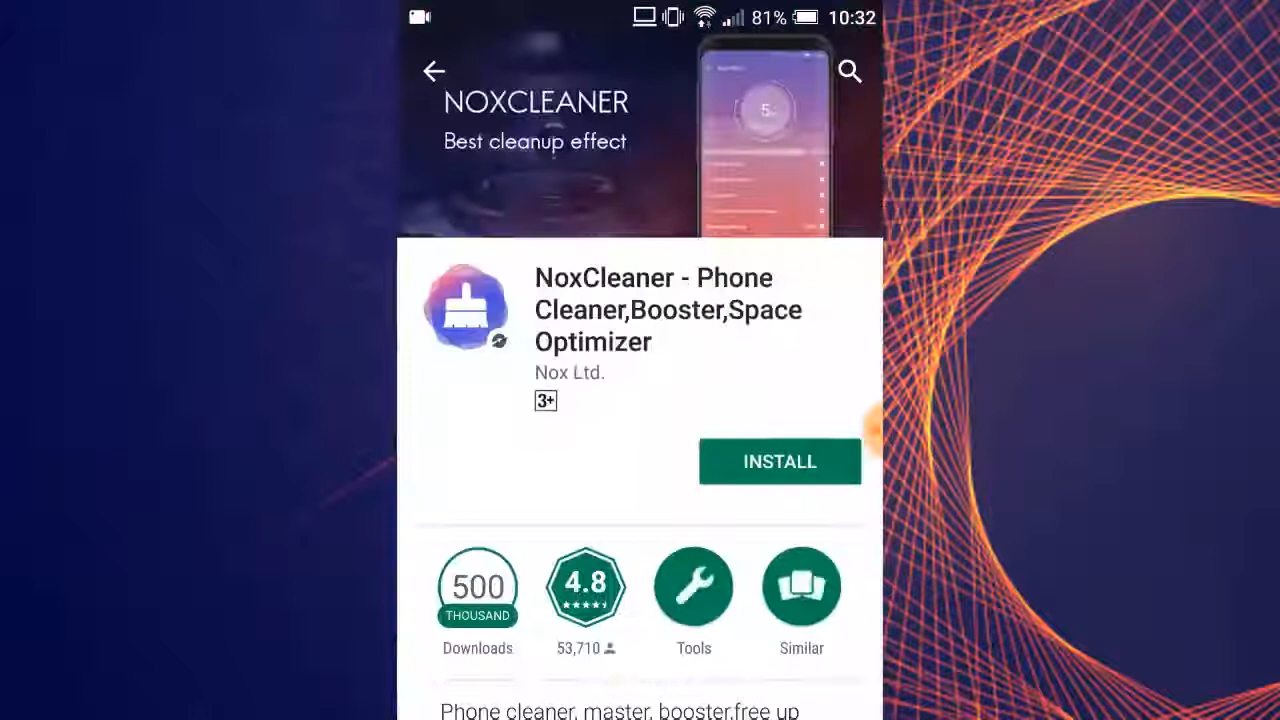 81% 10:32
NOXCLEANER
Best cleanup effect
5
NoxCleaner - Phone
Cleaner,Booster,Space
Optimizer
Nox Ltd.
3+
INSTALL
500
THOUSAND
4.8
Downloads
53,710
Tools
Similar
Phone cleaner, master, booster,free up